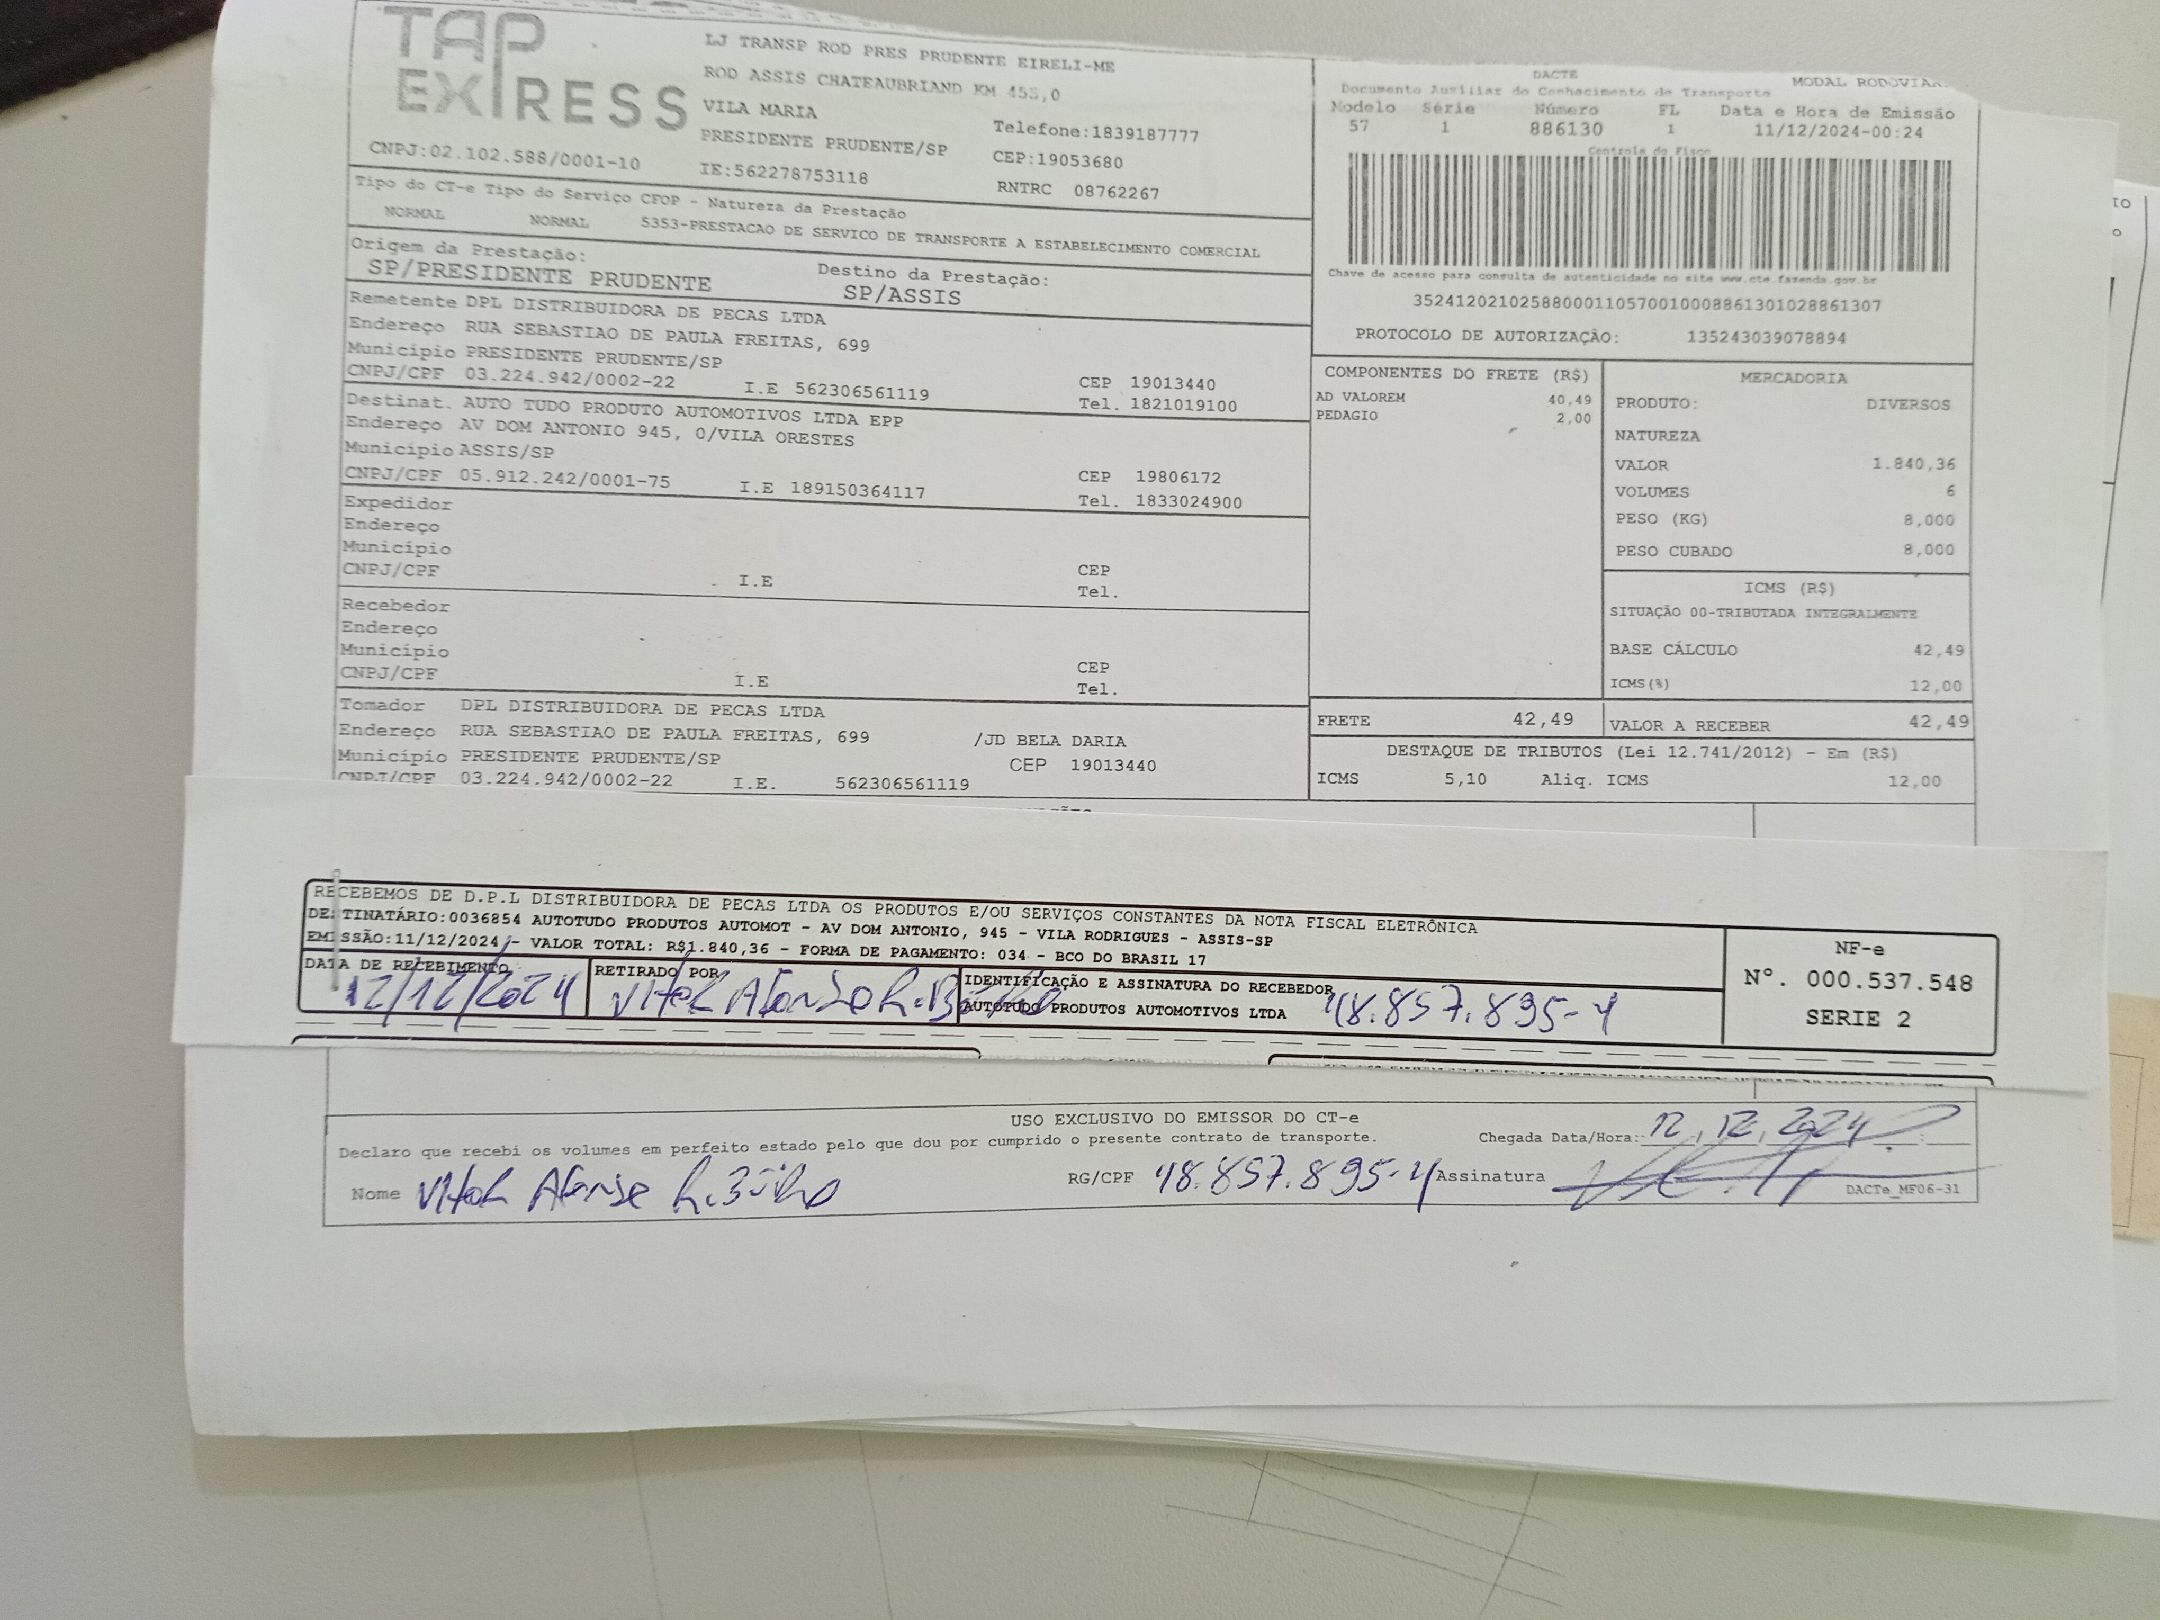 TAP
EXPRESS
LJ TRANSP ROD PRES PRUDENTE EIRELI-ME
ROD ASSIS CHATEAUBRIAND KM 455,0
VILA MARIA
PRESIDENTE PRUDENTE/SP
Telefone:1839187777
CEP:19053680
CNPJ:02.102.588/0001-10
IE:562278753118
RNTRC 08762267
DACTE
MODAL RODOVIAR
Documento Auxiliar do Conhecimento de Transporte
Modelo Série Número FL Data e Hora de Emissão
57 1 886130 1 11/12/2024-00:24
Controle do Fisco
Chave de acesso para consulta de autenticidade no site www.cte.fazenda.gov.br
35241202102588000110570010008861301028861307
PROTOCOLO DE AUTORIZAÇÃO: 135243039078894
Tipo do CT-e Tipo do Serviço CFOP - Natureza da Prestação
NORMAL NORMAL 5353-PRESTACAO DE SERVICO DE TRANSPORTE A ESTABELECIMENTO COMERCIAL
Origem da Prestação: Destino da Prestação:
SP/PRESIDENTE PRUDENTE SP/ASSIS
Remetente DPL DISTRIBUIDORA DE PECAS LTDA
Endereço RUA SEBASTIAO DE PAULA FREITAS, 699
Município PRESIDENTE PRUDENTE/SP CEP 19013440
CNPJ/CPF 03.224.942/0002-22 I.E 562306561119 Tel. 1821019100
Destinat. AUTO TUDO PRODUTO AUTOMOTIVOS LTDA EPP
Endereço AV DOM ANTONIO 945, 0/VILA ORESTES
Município ASSIS/SP CEP 19806172
CNPJ/CPF 05.912.242/0001-75 I.E 189150364117 Tel. 1833024900
Expedidor
Endereço
Município CEP
CNPJ/CPF I.E Tel.
Recebedor
Endereço
Município CEP
CNPJ/CPF I.E Tel.
Tomador DPL DISTRIBUIDORA DE PECAS LTDA
Endereço RUA SEBASTIAO DE PAULA FREITAS, 699 /JD BELA DARIA
Município PRESIDENTE PRUDENTE/SP CEP 19013440
CNPJ/CPF 03.224.942/0002-22 I.E. 562306561119
COMPONENTES DO FRETE (R$)
AD VALOREM 40,49
PEDAGIO 2,00
MERCADORIA
PRODUTO: DIVERSOS
NATUREZA
VALOR 1.840,36
VOLUMES 6
PESO (KG) 8,000
PESO CUBADO 8,000
ICMS (R$)
SITUAÇÃO 00-TRIBUTADA INTEGRALMENTE
BASE CÁLCULO 42,49
ICMS(%) 12,00
FRETE 42,49 VALOR A RECEBER 42,49
DESTAQUE DE TRIBUTOS (Lei 12.741/2012) - Em (R$)
ICMS 5,10 Aliq. ICMS 12,00
RECEBEMOS DE D.P.L DISTRIBUIDORA DE PECAS LTDA OS PRODUTOS E/OU SERVIÇOS CONSTANTES DA NOTA FISCAL ELETRÔNICA
DESTINATÁRIO:0036854 AUTOTUDO PRODUTOS AUTOMOT - AV DOM ANTONIO, 945 - VILA RODRIGUES - ASSIS-SP
EMISSÃO:11/12/2024 - VALOR TOTAL: R$1.840,36 - FORMA DE PAGAMENTO: 034 - BCO DO BRASIL 17
DATA DE RECEBIMENTO RETIRADO POR IDENTIFICAÇÃO E ASSINATURA DO RECEBEDOR
12/12/2024 Vitor Afonso R. AUTOTUDO PRODUTOS AUTOMOTIVOS LTDA 48.857.895-4
NF-e
Nº. 000.537.548
SERIE 2
USO EXCLUSIVO DO EMISSOR DO CT-e
Declaro que recebi os volumes em perfeito estado pelo que dou por cumprido o presente contrato de transporte. Chegada Data/Hora: 12,12,2024
Nome Vitor Afonso R. RG/CPF 48.857.895-4 Assinatura
DACTe_MF06-31